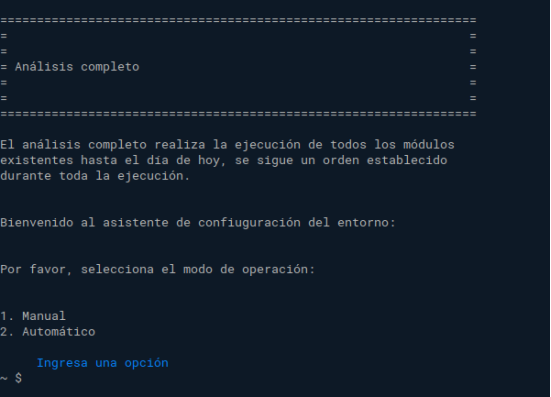 =================================================================
= =
= =
= Análisis completo =
= =
= =
=================================================================
El análisis completo realiza la ejecución de todos los módulos
existentes hasta el día de hoy, se sigue un orden establecido
durante toda la ejecución.
Bienvenido al asistente de confiuguración del entorno:
Por favor, selecciona el modo de operación:
1. Manual
2. Automático
Ingresa una opción
~ $